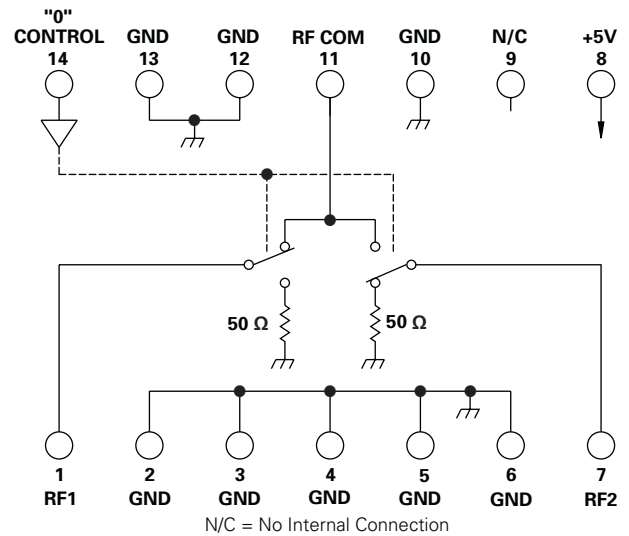 "0"
CONTROL GND GND RF COM GND N/C +5V
14 13 12 11 10 9 8
50 Ω 50 Ω
1 2 3 4 5 6 7
RF1 GND GND GND GND GND RF2
N/C = No Internal Connection